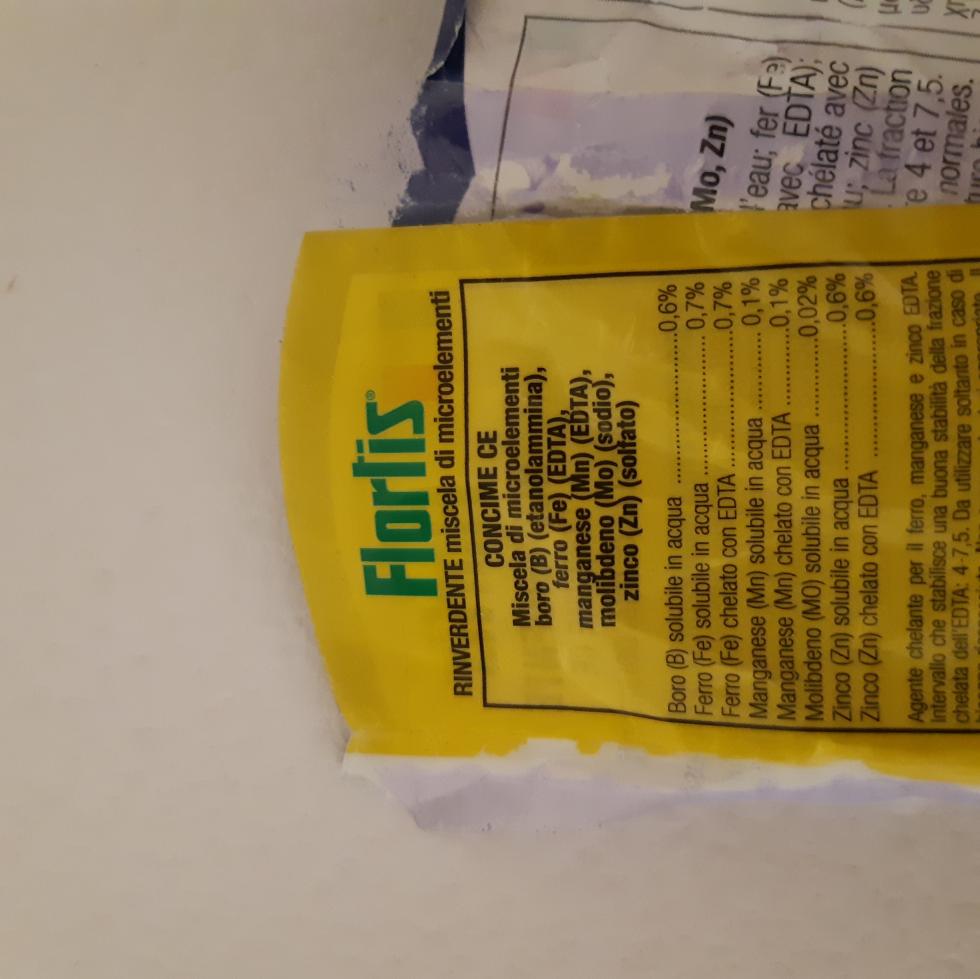 Flortis®
RINVERDENTE miscela di microelementi
CONCIME CE
Miscela di microelementi
boro (B) (etanolammina),
ferro (Fe) (EDTA),
manganese (Mn) (EDTA),
molibdeno (Mo) (sodio),
zinco (Zn) (solfato)
Boro (B) solubile in acqua ........................0,6%
Ferro (Fe) solubile in acqua ......................0,7%
Ferro (Fe) chelato con EDTA ....................0,7%
Manganese (Mn) solubile in acqua ............0,1%
Manganese (Mn) chelato con EDTA ..........0,1%
Molibdeno (MO) solubile in acqua ............0,02%
Zinco (Zn) solubile in acqua ......................0,6%
Zinco (Zn) chelato con EDTA ....................0,6%
Agente chelante per il ferro, manganese e zinco EDTA.
Intervallo che stabilisce una buona stabilità della frazione
chelata dell'EDTA: 4-7,5. Da utilizzare soltanto in caso di
Mo, Zn)
l'eau; fer (Fe)
avec EDTA);
chélaté avec
u; zinc (Zn)
La fraction
e 4 et 7,5.
normales.